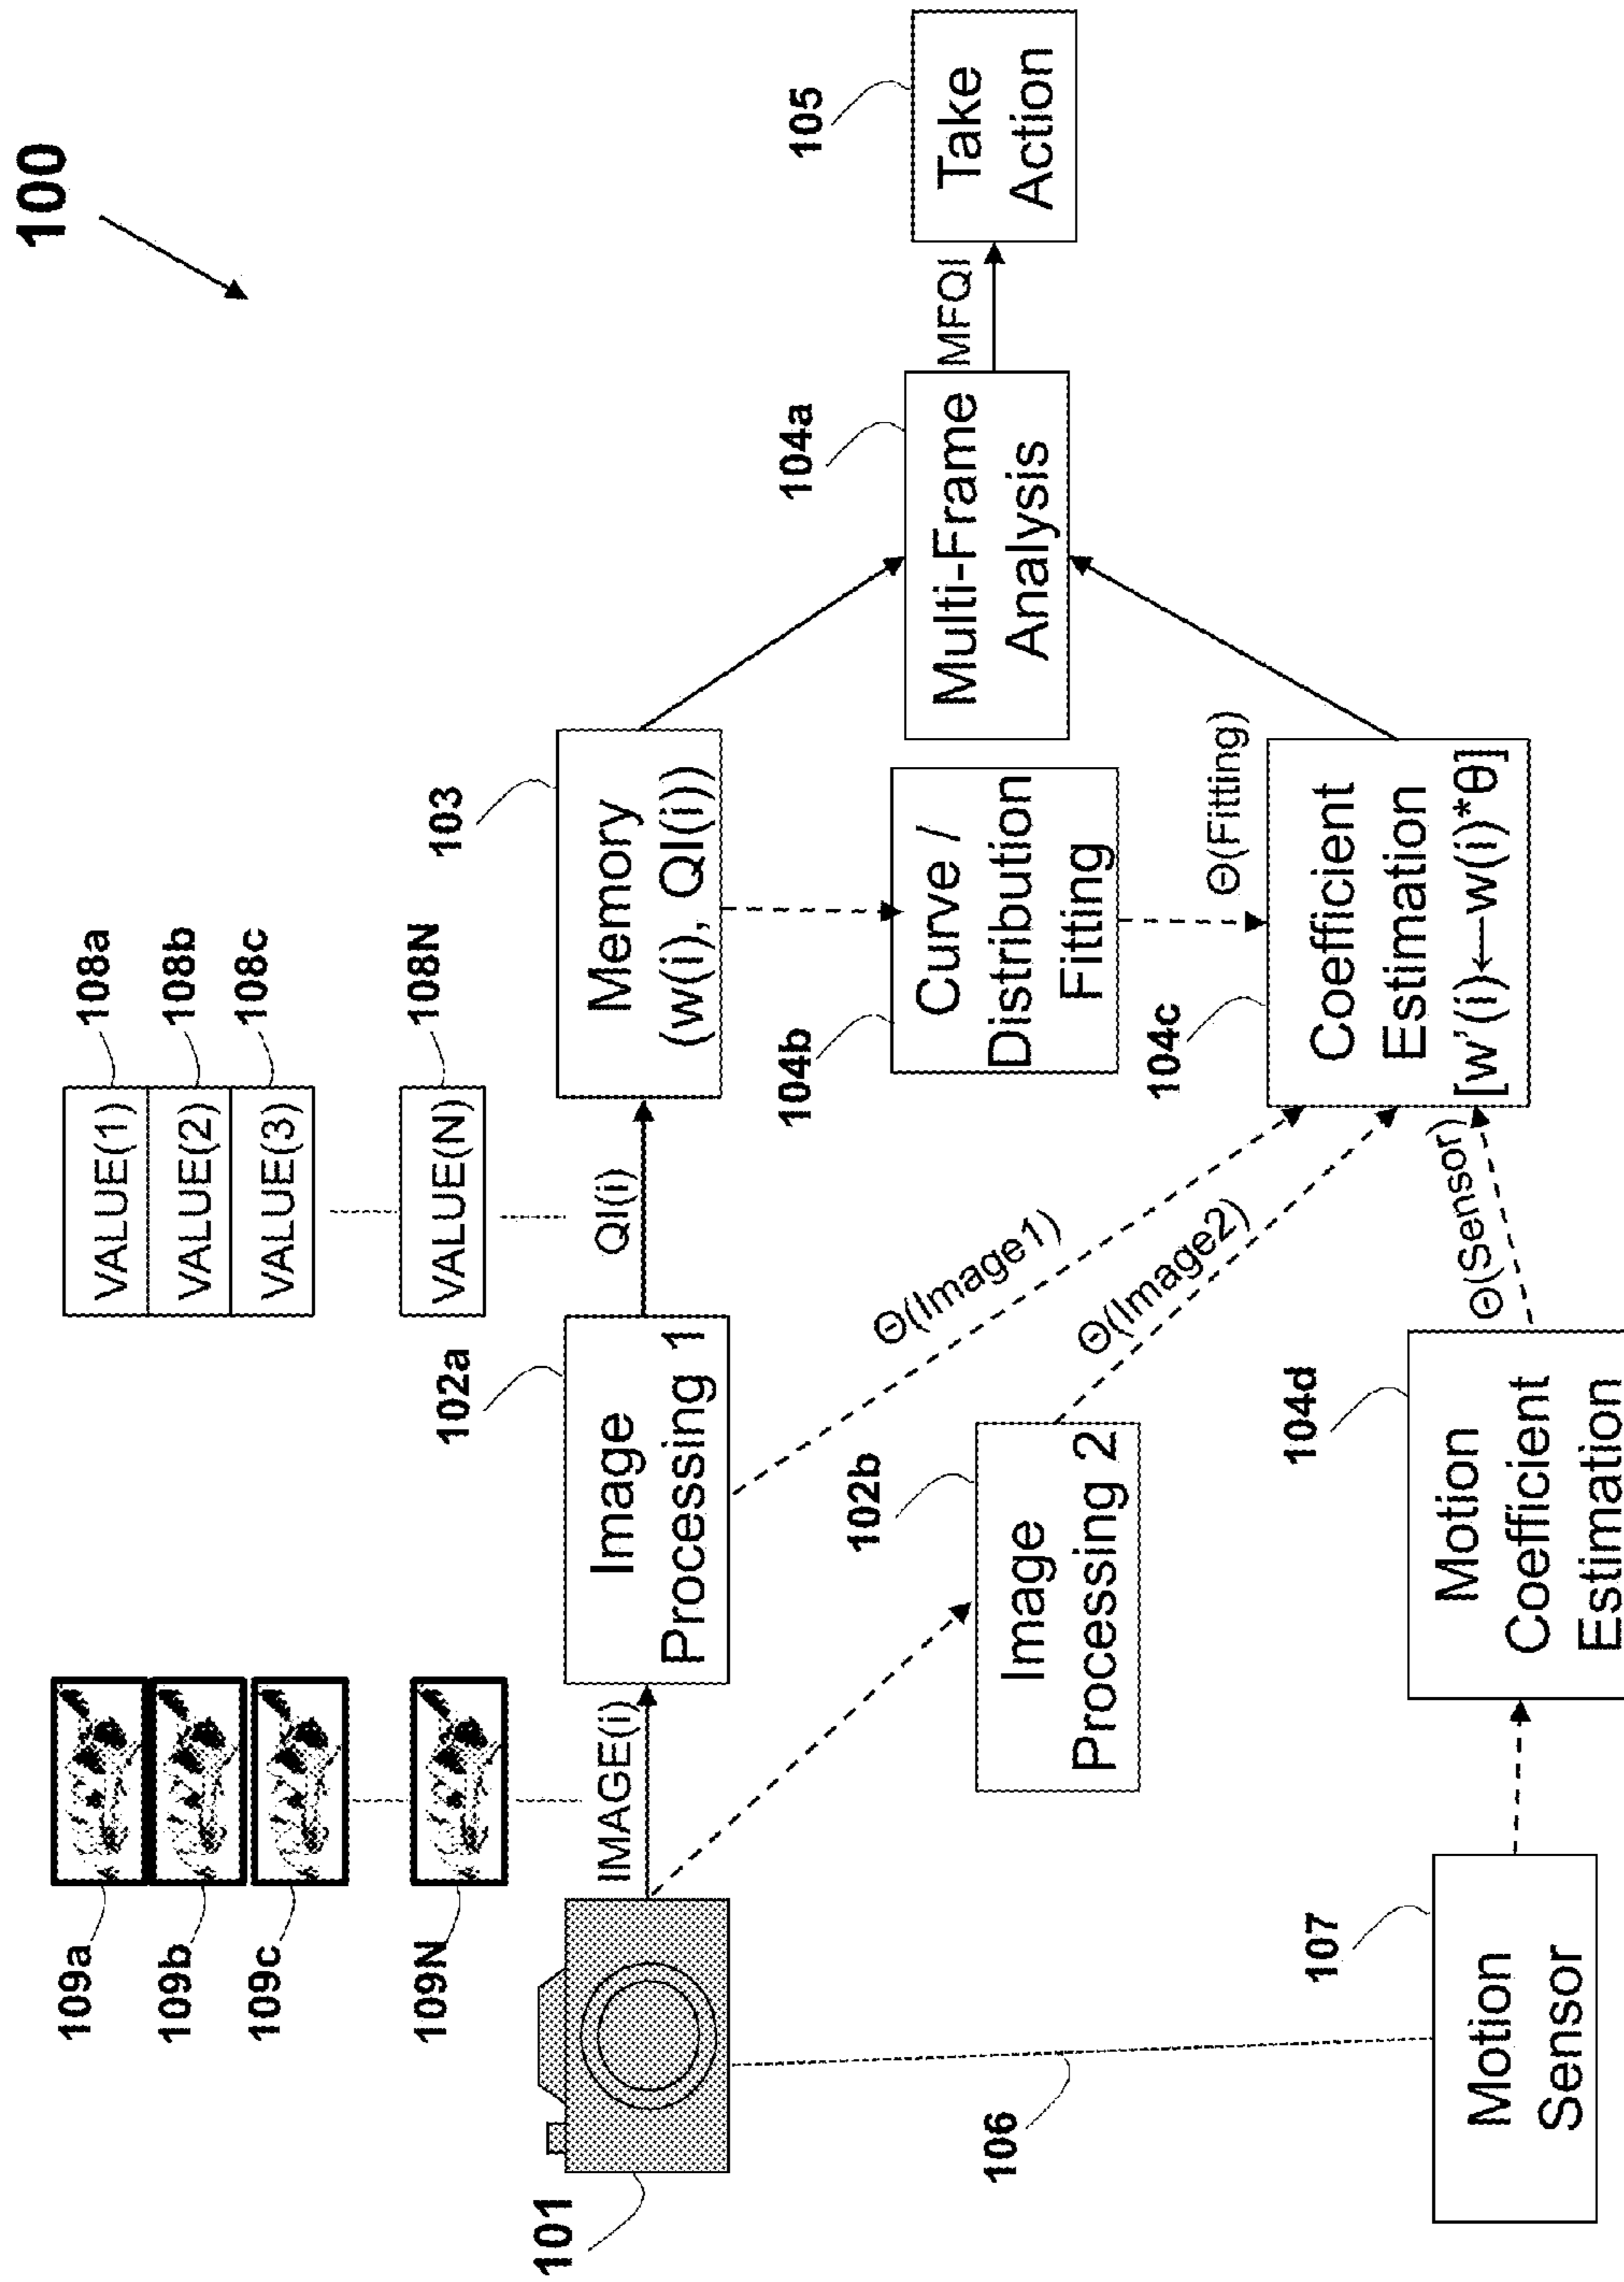 100
109a
109b
109c
109N
108a
108b
108c
108N
VALUE(1)
VALUE(2)
VALUE(3)
VALUE(N)
101
IMAGE(i)
102a
Image
Processing 1
QI(i)
103
Memory
(w(i), QI(i))
102b
Image
Processing 2
Θ(Image1)
Θ(Image2)
104b
Curve /
Distribution
Fitting
104a
Multi-Frame
Analysis
MFQI
105
Take
Action
106
107
Motion
Sensor
104d
Motion
Coefficient
Estimation
Θ(Sensor)
104c
Θ(Fitting)
Coefficient
Estimation
[w'(i)←w(i)*θ]